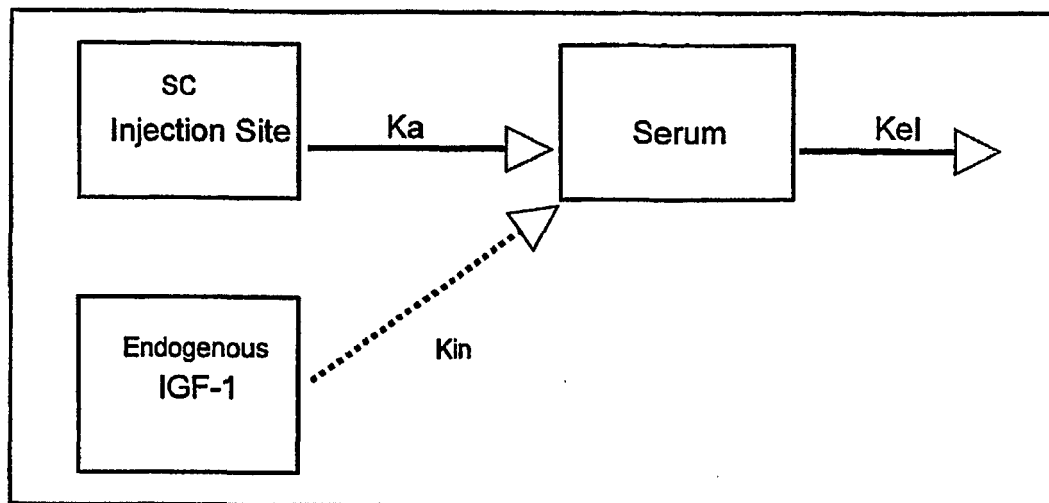 SC
Injection Site
Ka
Serum
Kel
Endogenous
IGF-1
Kin